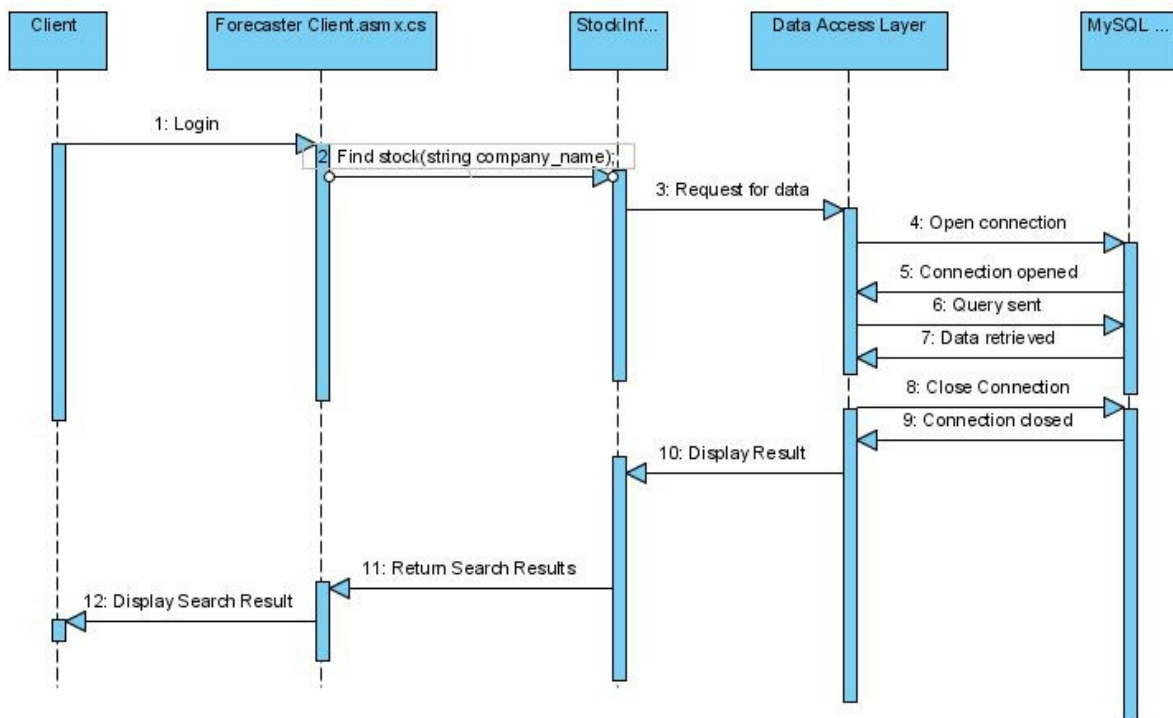 Client
Forecaster Client.asmx.cs
StockInf...
Data Access Layer
MySQL ...
1: Login
2 Find stock(string company_name);
3: Request for data
4: Open connection
5: Connection opened
6: Query sent
7: Data retrieved
8: Close Connection
9: Connection closed
10: Display Result
11: Return Search Results
12: Display Search Result